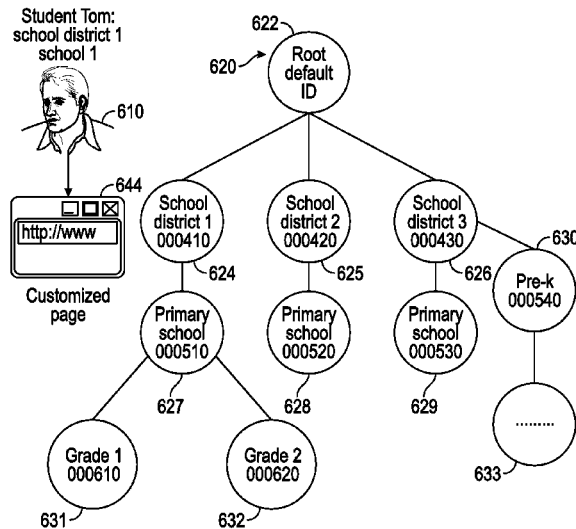 Student Tom:
school district 1
school 1
610
644
http://www
Customized
page
620
622
Root
default
ID
School
district 1
000410
624
School
district 2
000420
625
School
district 3
000430
626
630
Pre-k
000540
Primary
school
000510
627
Primary
school
000520
628
Primary
school
000530
629
Grade 1
000610
631
Grade 2
000620
632
.........
633